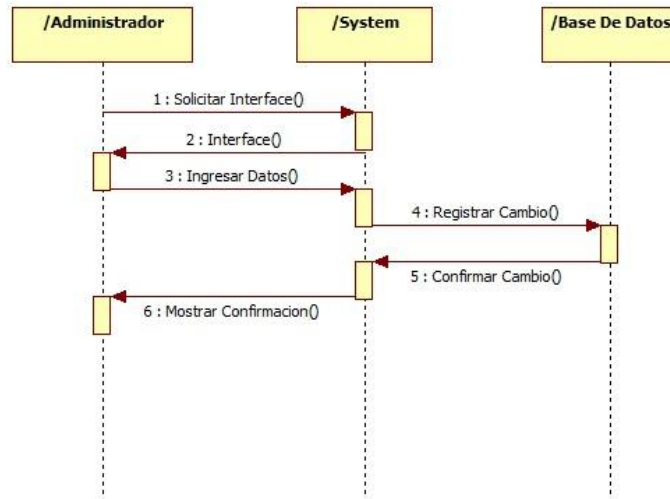 /Administrador
/System
/Base De Datos
1 : Solicitar Interface()
2 : Interface()
3 : Ingresar Datos()
4 : Registrar Cambio()
5 : Confirmar Cambio()
6 : Mostrar Confirmacion()